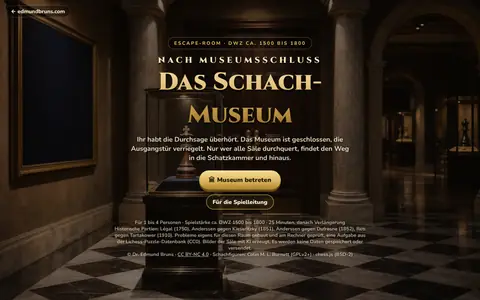 ← edmundbruns.com
ESCAPE-ROOM · DWZ CA. 1500 BIS 1800
NACH MUSEUMSSCHLUSS
DAS SCHACH-
MUSEUM
Ihr habt die Durchsage überhört. Das Museum ist geschlossen, die
Ausgangstür verriegelt. Nur wer alle Säle durchquert, findet den Weg
in die Schatzkammer und hinaus.
🏛 Museum betreten
Für die Spielleitung
Für 1 bis 4 Personen · Spielstärke ca. DWZ 1500 bis 1800 · 25 Minuten, danach Verlängerung
Historische Partien: Légal (1750), Anderssen gegen Kieseritzky (1851), Anderssen gegen Dufresne (1852), Réti
gegen Tartakower (1910). Probleme eigens für diesen Raum gebaut und am Rechner geprüft, eine Aufgabe aus
der Lichess-Puzzle-Datenbank (CC0). Bilder der Säle mit KI erzeugt. Es werden keine Daten gespeichert oder
versendet.
© Dr. Edmund Bruns · CC BY-NC 4.0 · Schachfiguren: Colin M. L. Burnett (GPLv2+) · chess.js (BSD-2)